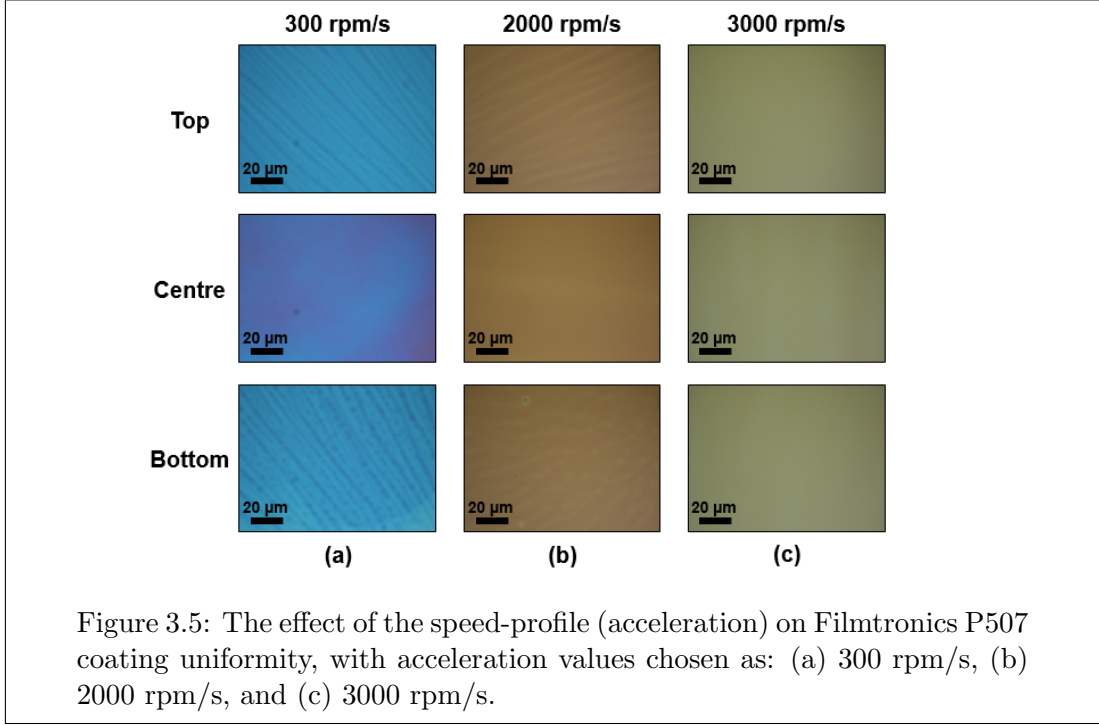 300 rpm/s 2000 rpm/s 3000 rpm/s
Top
20 µm 20 µm 20 µm
Centre
20 µm 20 µm 20 µm
Bottom
20 µm 20 µm 20 µm
(a) (b) (c)
Figure 3.5: The effect of the speed-profile (acceleration) on Filmtronics P507
coating uniformity, with acceleration values chosen as: (a) 300 rpm/s, (b)
2000 rpm/s, and (c) 3000 rpm/s.